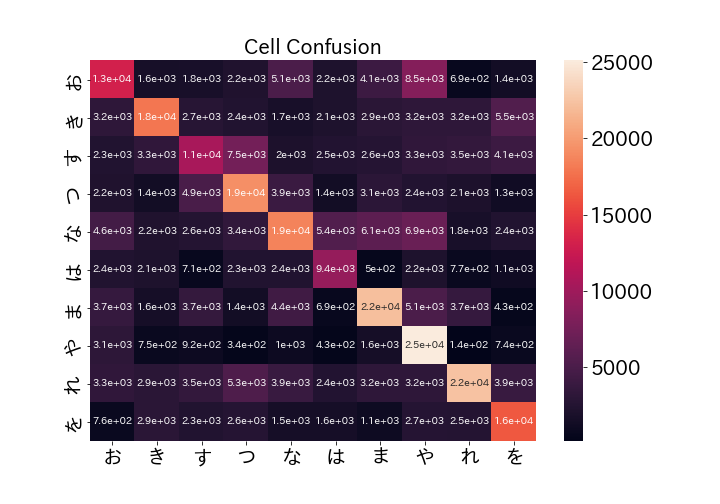 Cell Confusion
お 1.3e+04 1.6e+03 1.8e+03 2.2e+03 5.1e+03 2.2e+03 4.1e+03 8.5e+03 6.9e+02 1.4e+03
き 3.2e+03 1.8e+04 2.7e+03 2.4e+03 1.7e+03 2.1e+03 2.9e+03 3.2e+03 3.2e+03 5.5e+03
す 2.3e+03 3.3e+03 1.1e+04 7.5e+03 2e+03 2.5e+03 2.6e+03 3.3e+03 3.5e+03 4.1e+03
つ 2.2e+03 1.4e+03 4.9e+03 1.9e+04 3.9e+03 1.4e+03 3.1e+03 2.4e+03 2.1e+03 1.3e+03
な 4.6e+03 2.2e+03 2.6e+03 3.4e+03 1.9e+04 5.4e+03 6.1e+03 6.9e+03 1.8e+03 2.4e+03
は 2.4e+03 2.1e+03 7.1e+02 2.3e+03 2.4e+03 9.4e+03 5e+02 2.2e+03 7.7e+02 1.1e+03
ま 3.7e+03 1.6e+03 3.7e+03 1.4e+03 4.4e+03 6.9e+02 2.2e+04 5.1e+03 3.7e+03 4.3e+02
や 3.1e+03 7.5e+02 9.2e+02 3.4e+02 1e+03 4.3e+02 1.6e+03 2.5e+04 1.4e+02 7.4e+02
れ 3.3e+03 2.9e+03 3.5e+03 5.3e+03 3.9e+03 2.4e+03 3.2e+03 3.2e+03 2.2e+04 3.9e+03
を 7.6e+02 2.9e+03 2.3e+03 2.6e+03 1.5e+03 1.6e+03 1.1e+03 2.7e+03 2.5e+03 1.6e+04
お き す つ な は ま や れ を
25000
20000
15000
10000
5000